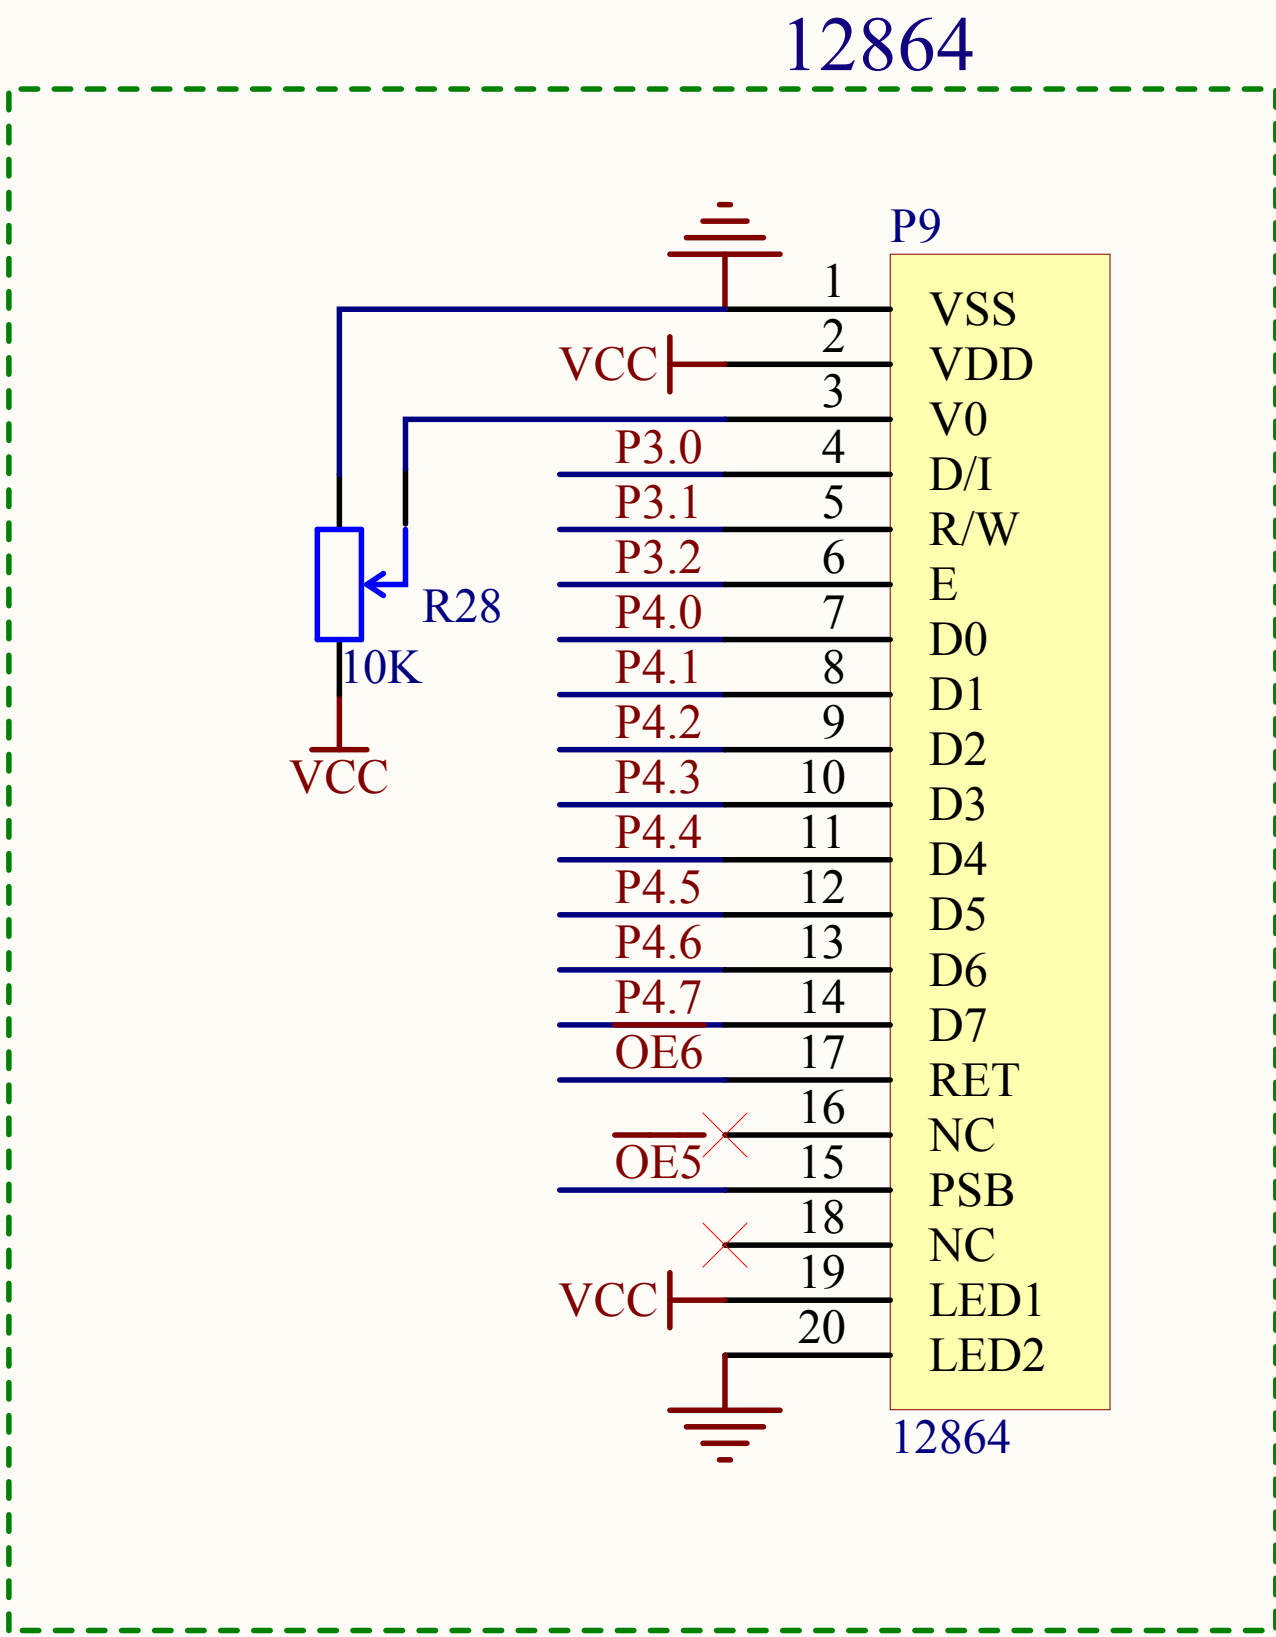 12864
P9
1 VSS
VCC 2 VDD
3 V0
P3.0 4 D/I
P3.1 5 R/W
P3.2 6 E
R28
P4.0 7 D0
10K
P4.1 8 D1
P4.2 9 D2
VCC
P4.3 10 D3
P4.4 11 D4
P4.5 12 D5
P4.6 13 D6
P4.7 14 D7
OE6 17 RET
16 NC
OE5 15 PSB
18 NC
VCC 19 LED1
20 LED2
12864